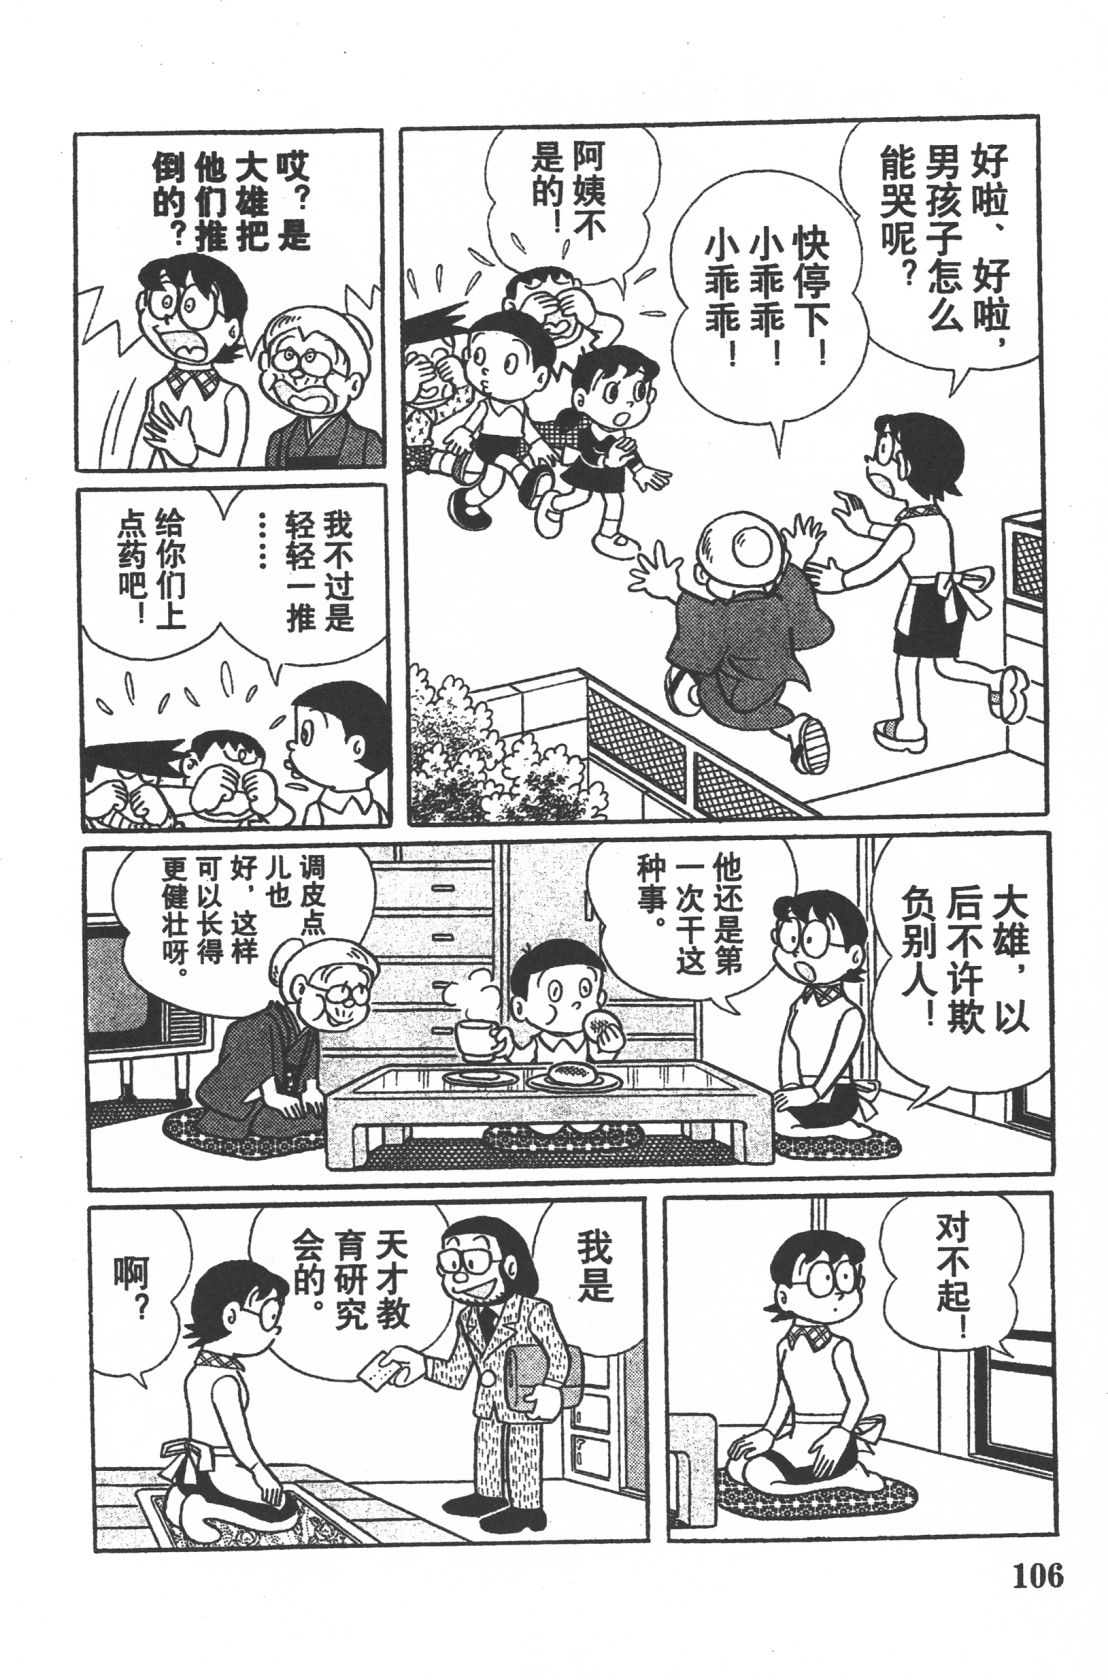 好啦、好啦，
男孩子怎么
能哭呢？
快停下！
小乖乖！
小乖乖！
阿姨不
是的！
哎？是
大雄把
他们推
倒的？
我不过是
轻轻一推
……
给你们上
点药吧！
大雄，以
后不许欺
负别人！
他还是第
一次干这
种事。
调皮点
儿也
好，这样
可以长得
更健壮呀。
对不起！
我是
天才教
育研究
会的。
啊？
106